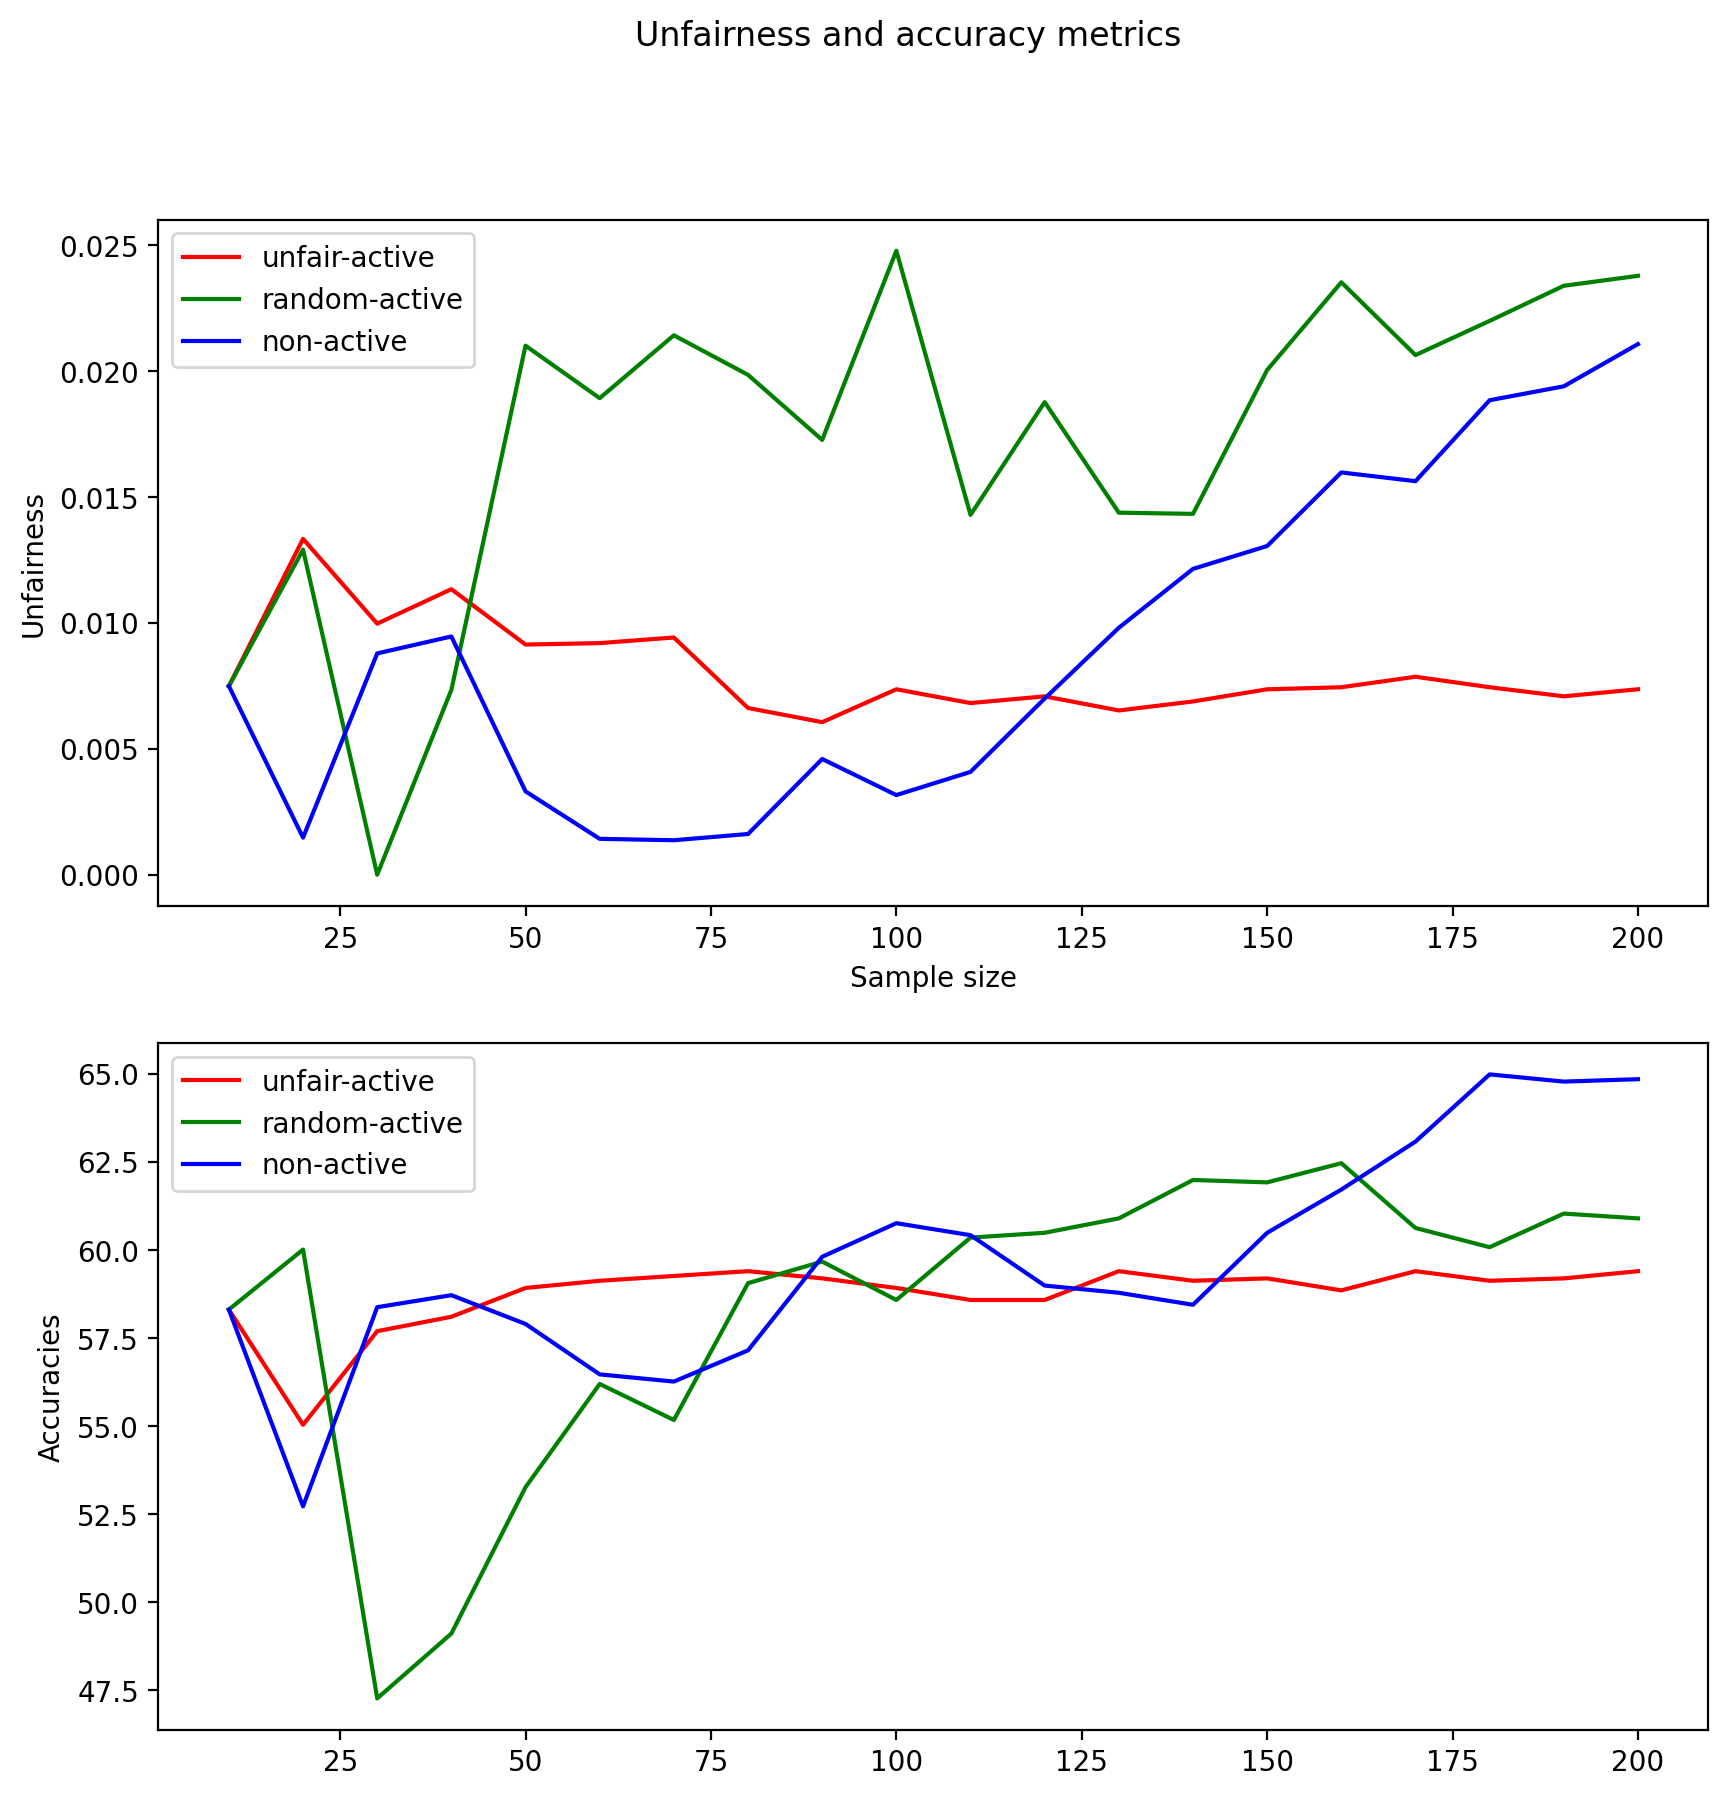 Unfairness and accuracy metrics
unfair-active
random-active
non-active
Unfairness
0.025
0.020
0.015
0.010
0.005
0.000
25 50 75 100 125 150 175 200
Sample size
unfair-active
random-active
non-active
Accuracies
65.0
62.5
60.0
57.5
55.0
52.5
50.0
47.5
25 50 75 100 125 150 175 200